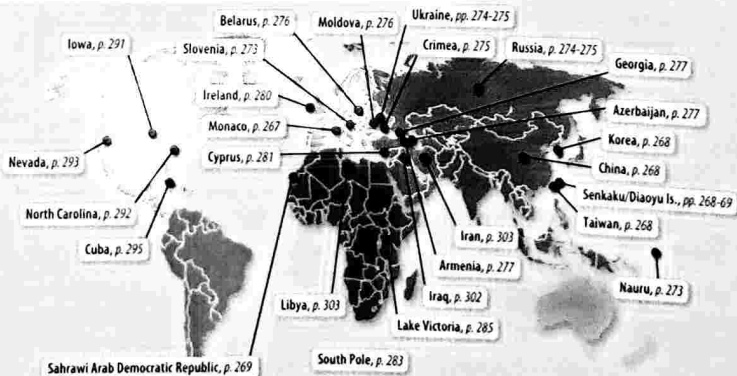 Belarus, p. 276
Moldova, p. 276
Ukraine, pp. 274-275
Iowa, p. 291
Slovenia, p. 273
Crimea, p. 275
Russia, p. 274-275
Georgia, p. 277
Ireland, p. 280
Azerbaijan, p. 277
Monaco, p. 267
Korea, p. 268
Nevada, p. 293
Cyprus, p. 281
China, p. 268
Senkaku/Diaoyu Is., pp. 268-69
North Carolina, p. 292
Taiwan, p. 268
Iran, p. 303
Cuba, p. 295
Armenia, p. 277
Nauru, p. 273
Libya, p. 303
Iraq, p. 302
Lake Victoria, p. 285
Sahrawi Arab Democratic Republic, p. 269
South Pole, p. 283